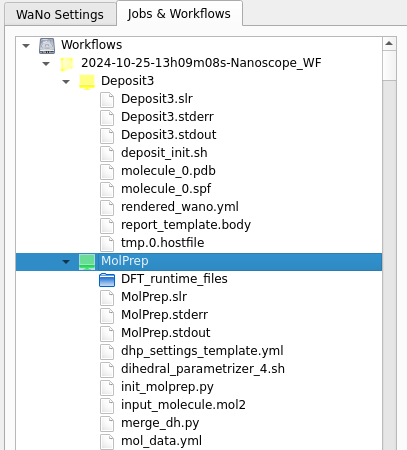 WaNo Settings
Jobs & Workflows
Workflows
2024-10-25-13h09m08s-Nanoscope_WF
Deposit3
Deposit3.slr
Deposit3.stderr
Deposit3.stdout
deposit_init.sh
molecule_0.pdb
molecule_0.spf
rendered_wano.yml
report_template.body
tmp.0.hostfile
MolPrep
DFT_runtime_files
MolPrep.slr
MolPrep.stderr
MolPrep.stdout
dhp_settings_template.yml
dihedral_parametrizer_4.sh
init_molprep.py
input_molecule.mol2
merge_dh.py
mol_data.yml